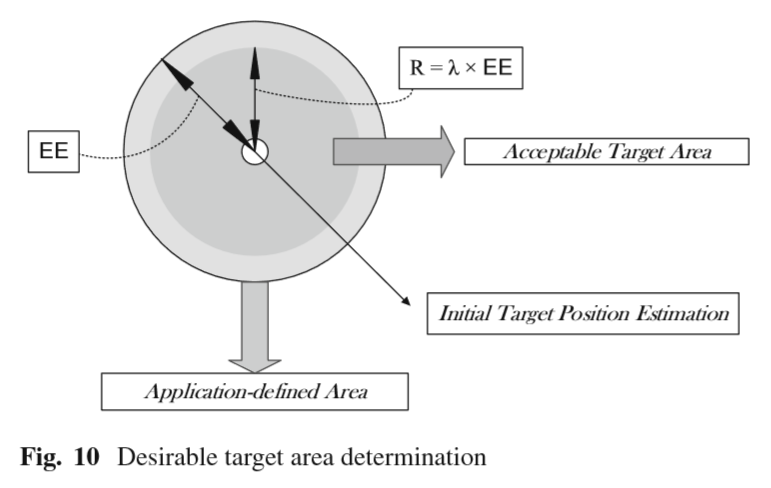 R = λ × EE
EE
Acceptable Target Area
Initial Target Position Estimation
Application-defined Area
Fig. 10 Desirable target area determination